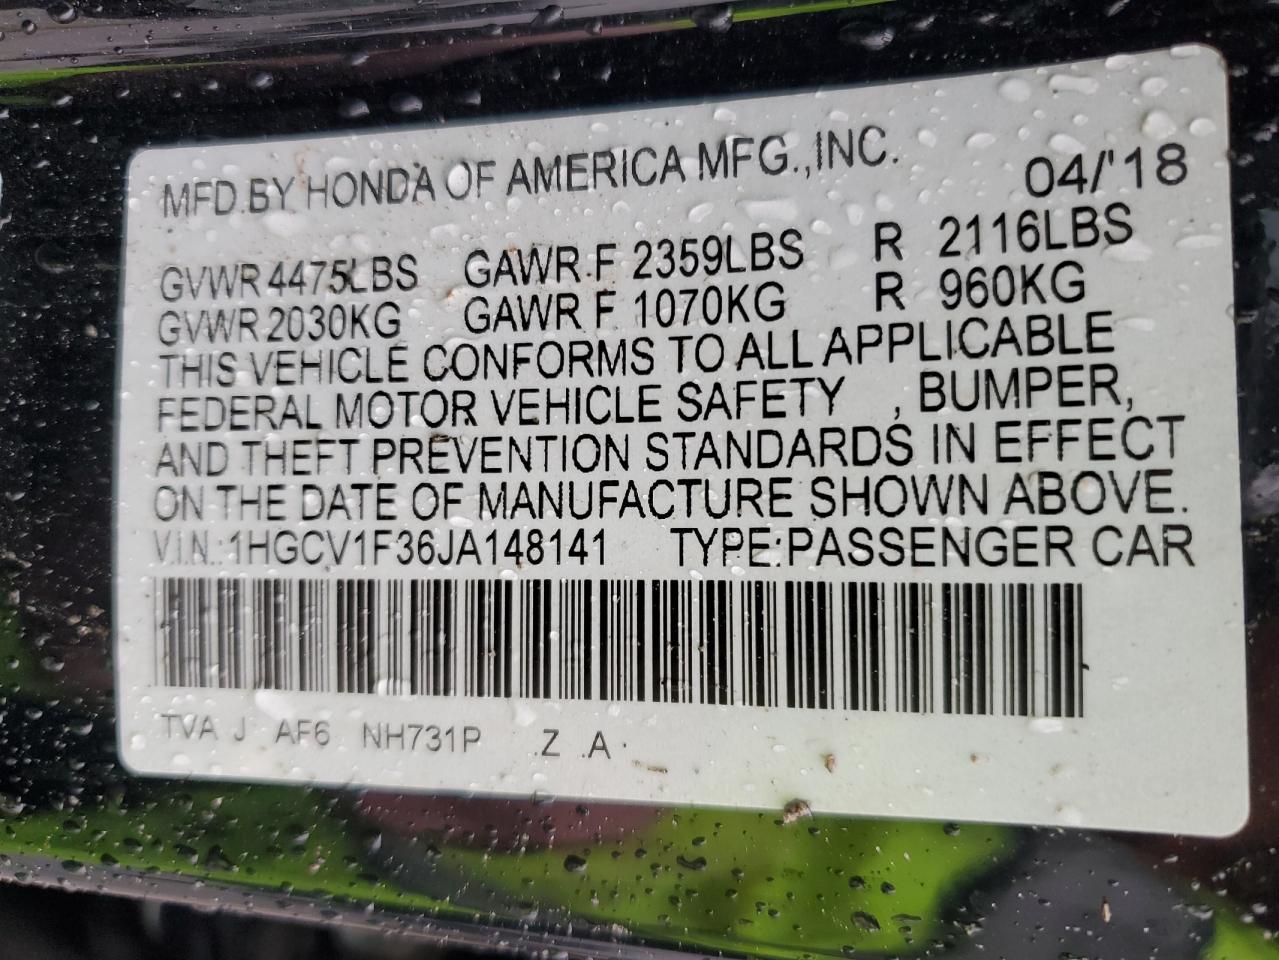 MFD.BY HONDA OF AMERICA MFG.,INC. 04/'18
GVWR 4475LBS GAWR F 2359LBS R 2116LBS
GVWR 2030KG GAWR F 1070KG R 960KG
THIS VEHICLE CONFORMS TO ALL APPLICABLE
FEDERAL MOTOR VEHICLE SAFETY , BUMPER,
AND THEFT PREVENTION STANDARDS IN EFFECT
ON THE DATE OF MANUFACTURE SHOWN ABOVE.
V.I.N.:1HGCV1F36JA148141 TYPE:PASSENGER CAR
TVA J AF6 NH731P Z A